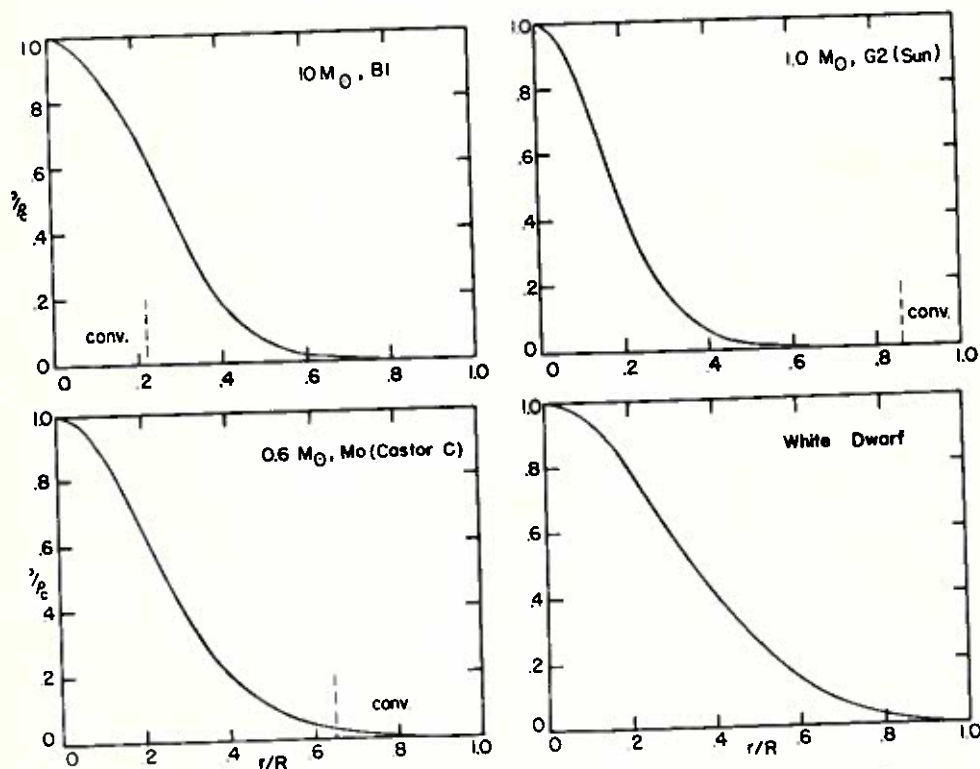 10 M☉, B1
1.0
.8
.6
.4
.2
0
ρ/ρc
conv.
0 .2 .4 .6 .8 1.0
1.0 M☉, G2 (Sun)
1.0
.8
.6
.4
.2
0
conv.
0 .2 .4 .6 .8 1.0
0.6 M☉, Mo (Castor C)
1.0
.8
.6
.4
.2
0
ρ/ρc
conv.
0 .2 .4 .6 .8 1.0
r/R
White Dwarf
1.0
.8
.6
.4
.2
0
0 .2 .4 .6 .8 1.0
r/R